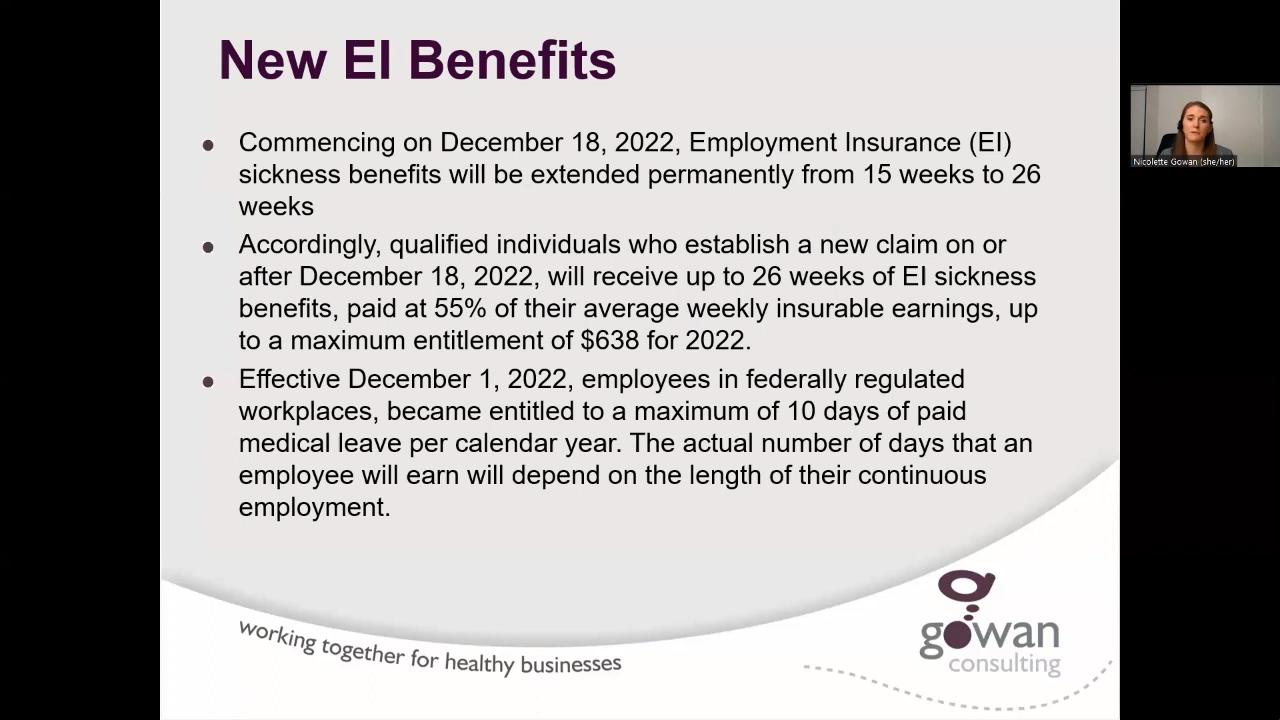 New EI Benefits
Commencing on December 18, 2022, Employment Insurance (EI)
sickness benefits will be extended permanently from 15 weeks to 26
weeks
Accordingly, qualified individuals who establish a new claim on or
after December 18, 2022, will receive up to 26 weeks of EI sickness
benefits, paid at 55% of their average weekly insurable earnings, up
to a maximum entitlement of $638 for 2022.
Effective December 1, 2022, employees in federally regulated
workplaces, became entitled to a maximum of 10 days of paid
medical leave per calendar year. The actual number of days that an
employee will earn will depend on the length of their continuous
employment.
working together for healthy businesses
gowan
consulting
Nicolette Gowan (she/her)